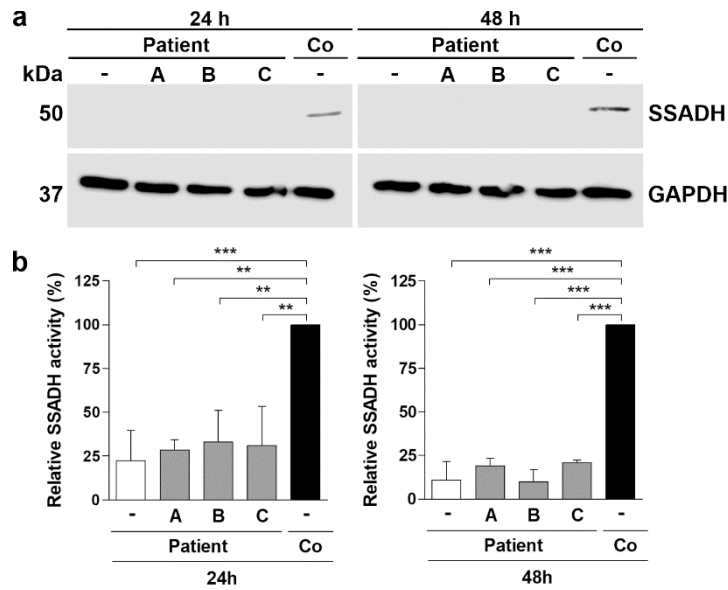 a
24 h 48 h
Patient Co Patient Co
kDa - A B C - - A B C -
50 SSADH
37 GAPDH
b
*** ***
** ***
** ***
** ***
Relative SSADH activity (%) Relative SSADH activity (%)
125 125
100 100
75 75
50 50
25 25
0 0
- A B C - - A B C -
Patient Co Patient Co
24h 48h